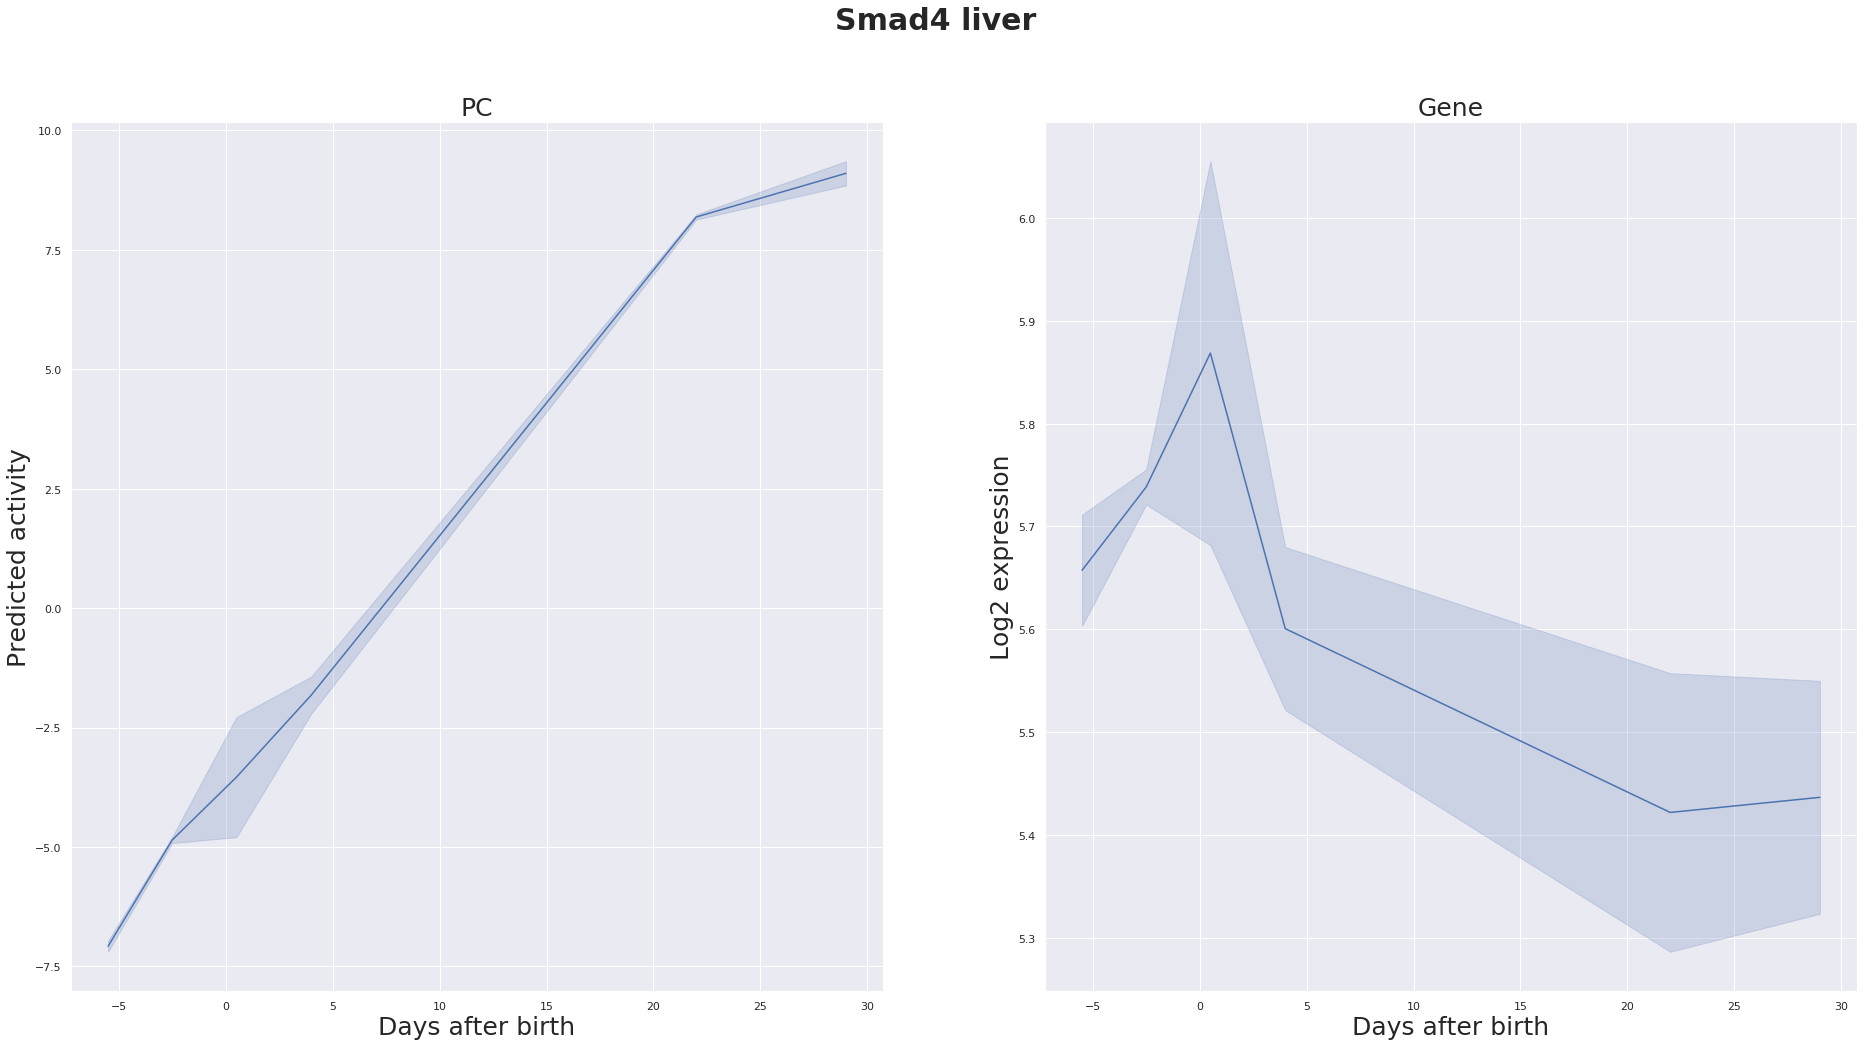 Smad4 liver
PC
Predicted activity
10.0
7.5
5.0
2.5
0.0
−2.5
−5.0
−7.5
−5 0 5 10 15 20 25 30
Days after birth
Gene
Log2 expression
6.0
5.9
5.8
5.7
5.6
5.5
5.4
5.3
−5 0 5 10 15 20 25 30
Days after birth